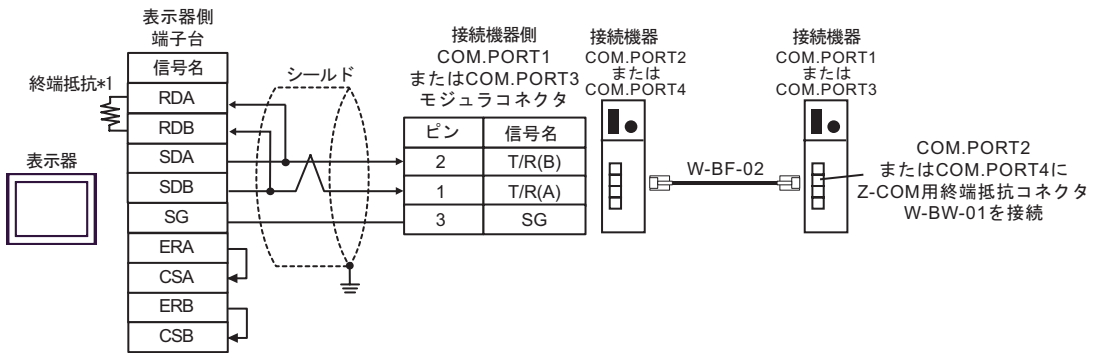 表示器側
端子台
信号名
RDA
RDB
SDA
SDB
SG
ERA
CSA
ERB
CSB
終端抵抗*1
表示器
シールド
接続機器側
COM.PORT1
またはCOM.PORT3
モジュラコネクタ
ピン 信号名
2 T/R(B)
1 T/R(A)
3 SG
接続機器
COM.PORT2
または
COM.PORT4
W-BF-02
接続機器
COM.PORT1
または
COM.PORT3
COM.PORT2
またはCOM.PORT4に
Z-COM用終端抵抗コネクタ
W-BW-01を接続